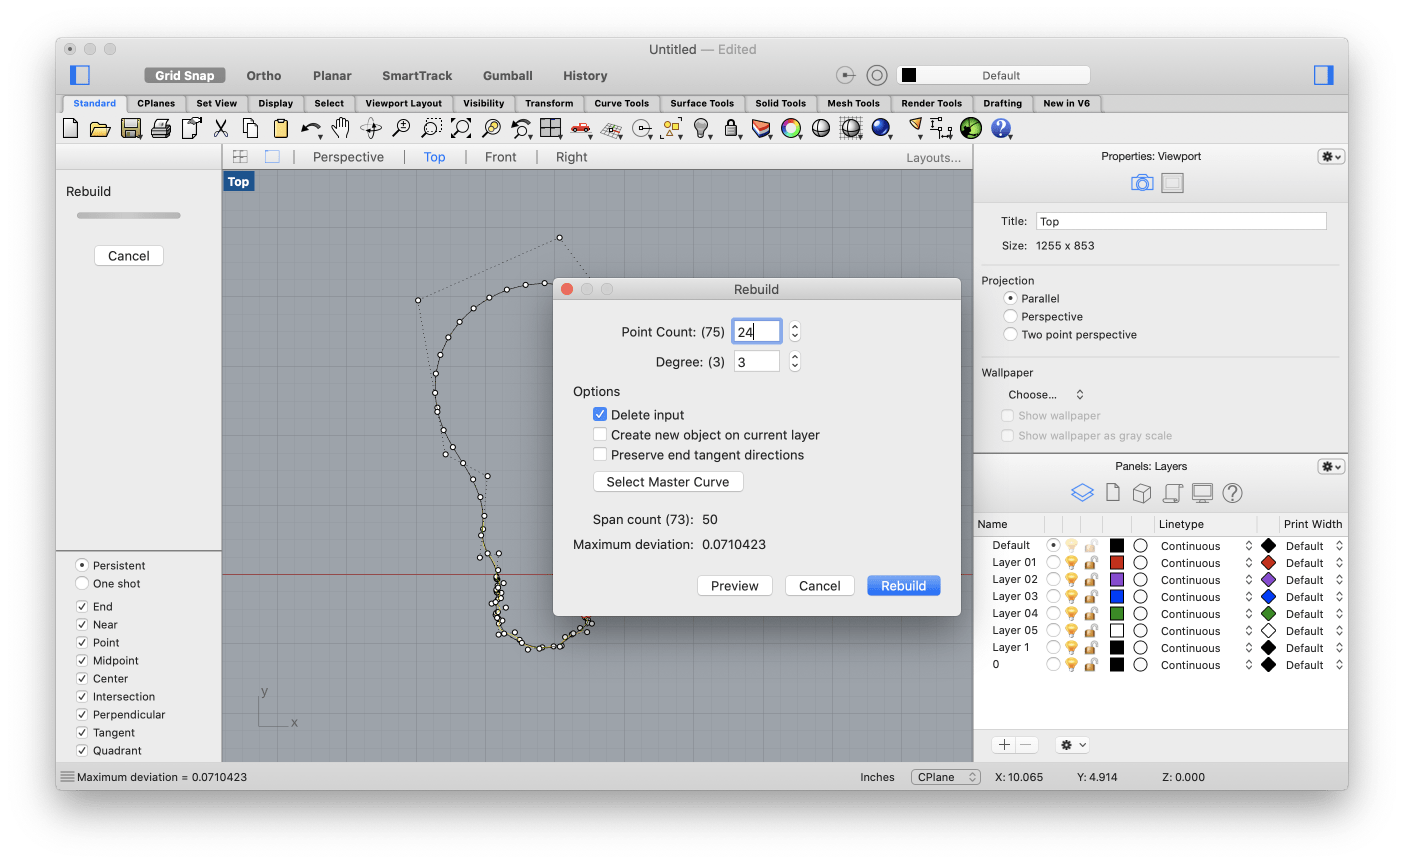 Untitled — Edited
Grid Snap Ortho Planar SmartTrack Gumball History Default
Standard CPlanes Set View Display Select Viewport Layout Visibility Transform Curve Tools Surface Tools Solid Tools Mesh Tools Render Tools Drafting New in V6
Perspective Top Front Right Layouts...
Properties: Viewport
Rebuild
Cancel
Top
Title: Top
Size: 1255 x 853
Projection
Parallel
Perspective
Two point perspective
Wallpaper
Choose...
Show wallpaper
Show wallpaper as gray scale
Rebuild
Point Count: (75) 24
Degree: (3) 3
Options
Delete input
Create new object on current layer
Preserve end tangent directions
Select Master Curve
Span count (73): 50
Maximum deviation: 0.0710423
Preview Cancel Rebuild
Panels: Layers
Name Linetype Print Width
Default Continuous Default
Layer 01 Continuous Default
Layer 02 Continuous Default
Layer 03 Continuous Default
Layer 04 Continuous Default
Layer 05 Continuous Default
Layer 1 Continuous Default
0 Continuous Default
Persistent
One shot
End
Near
Point
Midpoint
Center
Intersection
Perpendicular
Tangent
Quadrant
y
x
Maximum deviation = 0.0710423 Inches CPlane X: 10.065 Y: 4.914 Z: 0.000